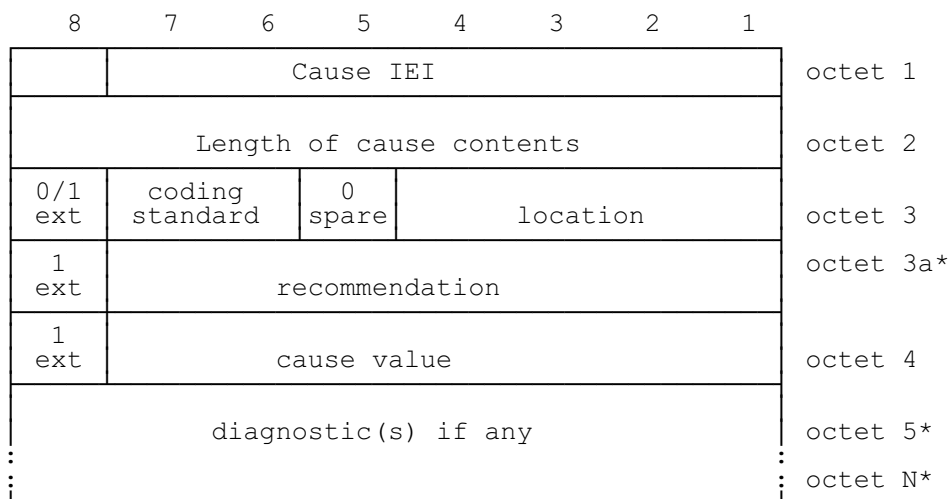 8 7 6 5 4 3 2 1
Cause IEI octet 1
Length of cause contents octet 2
0/1 coding 0
ext standard spare location octet 3
1 octet 3a*
ext recommendation
1
ext cause value octet 4
diagnostic(s) if any octet 5*
: :
: : octet N*